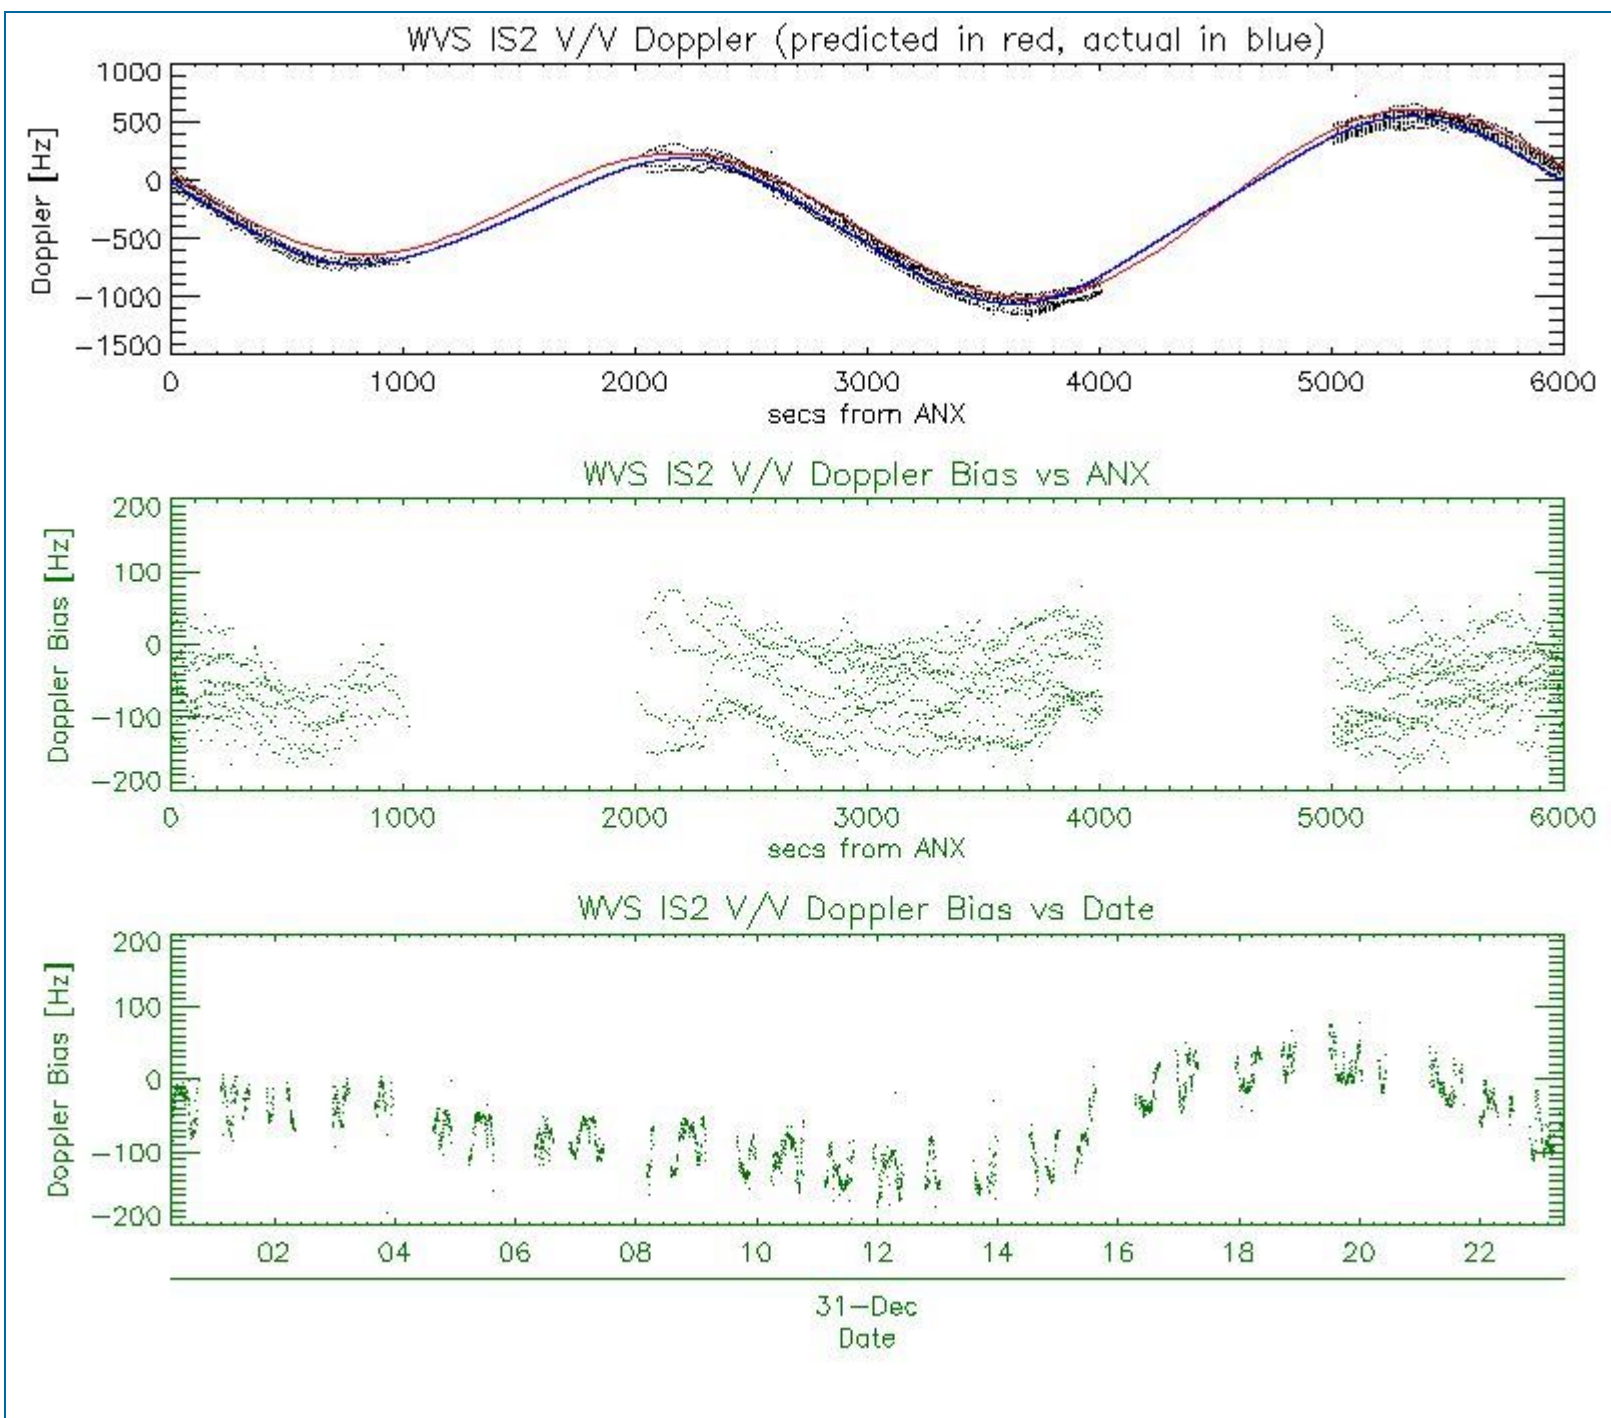 WVS IS2 V/V Doppler (predicted in red, actual in blue)
1000
500
0
−500
−1000
−1500
Doppler [Hz]
0 1000 2000 3000 4000 5000 6000
secs from ANX
WVS IS2 V/V Doppler Bias vs ANX
200
100
0
−100
−200
Doppler Bias [Hz]
0 1000 2000 3000 4000 5000 6000
secs from ANX
WVS IS2 V/V Doppler Bias vs Date
200
100
0
−100
−200
Doppler Bias [Hz]
02 04 06 08 10 12 14 16 18 20 22
31−Dec
Date